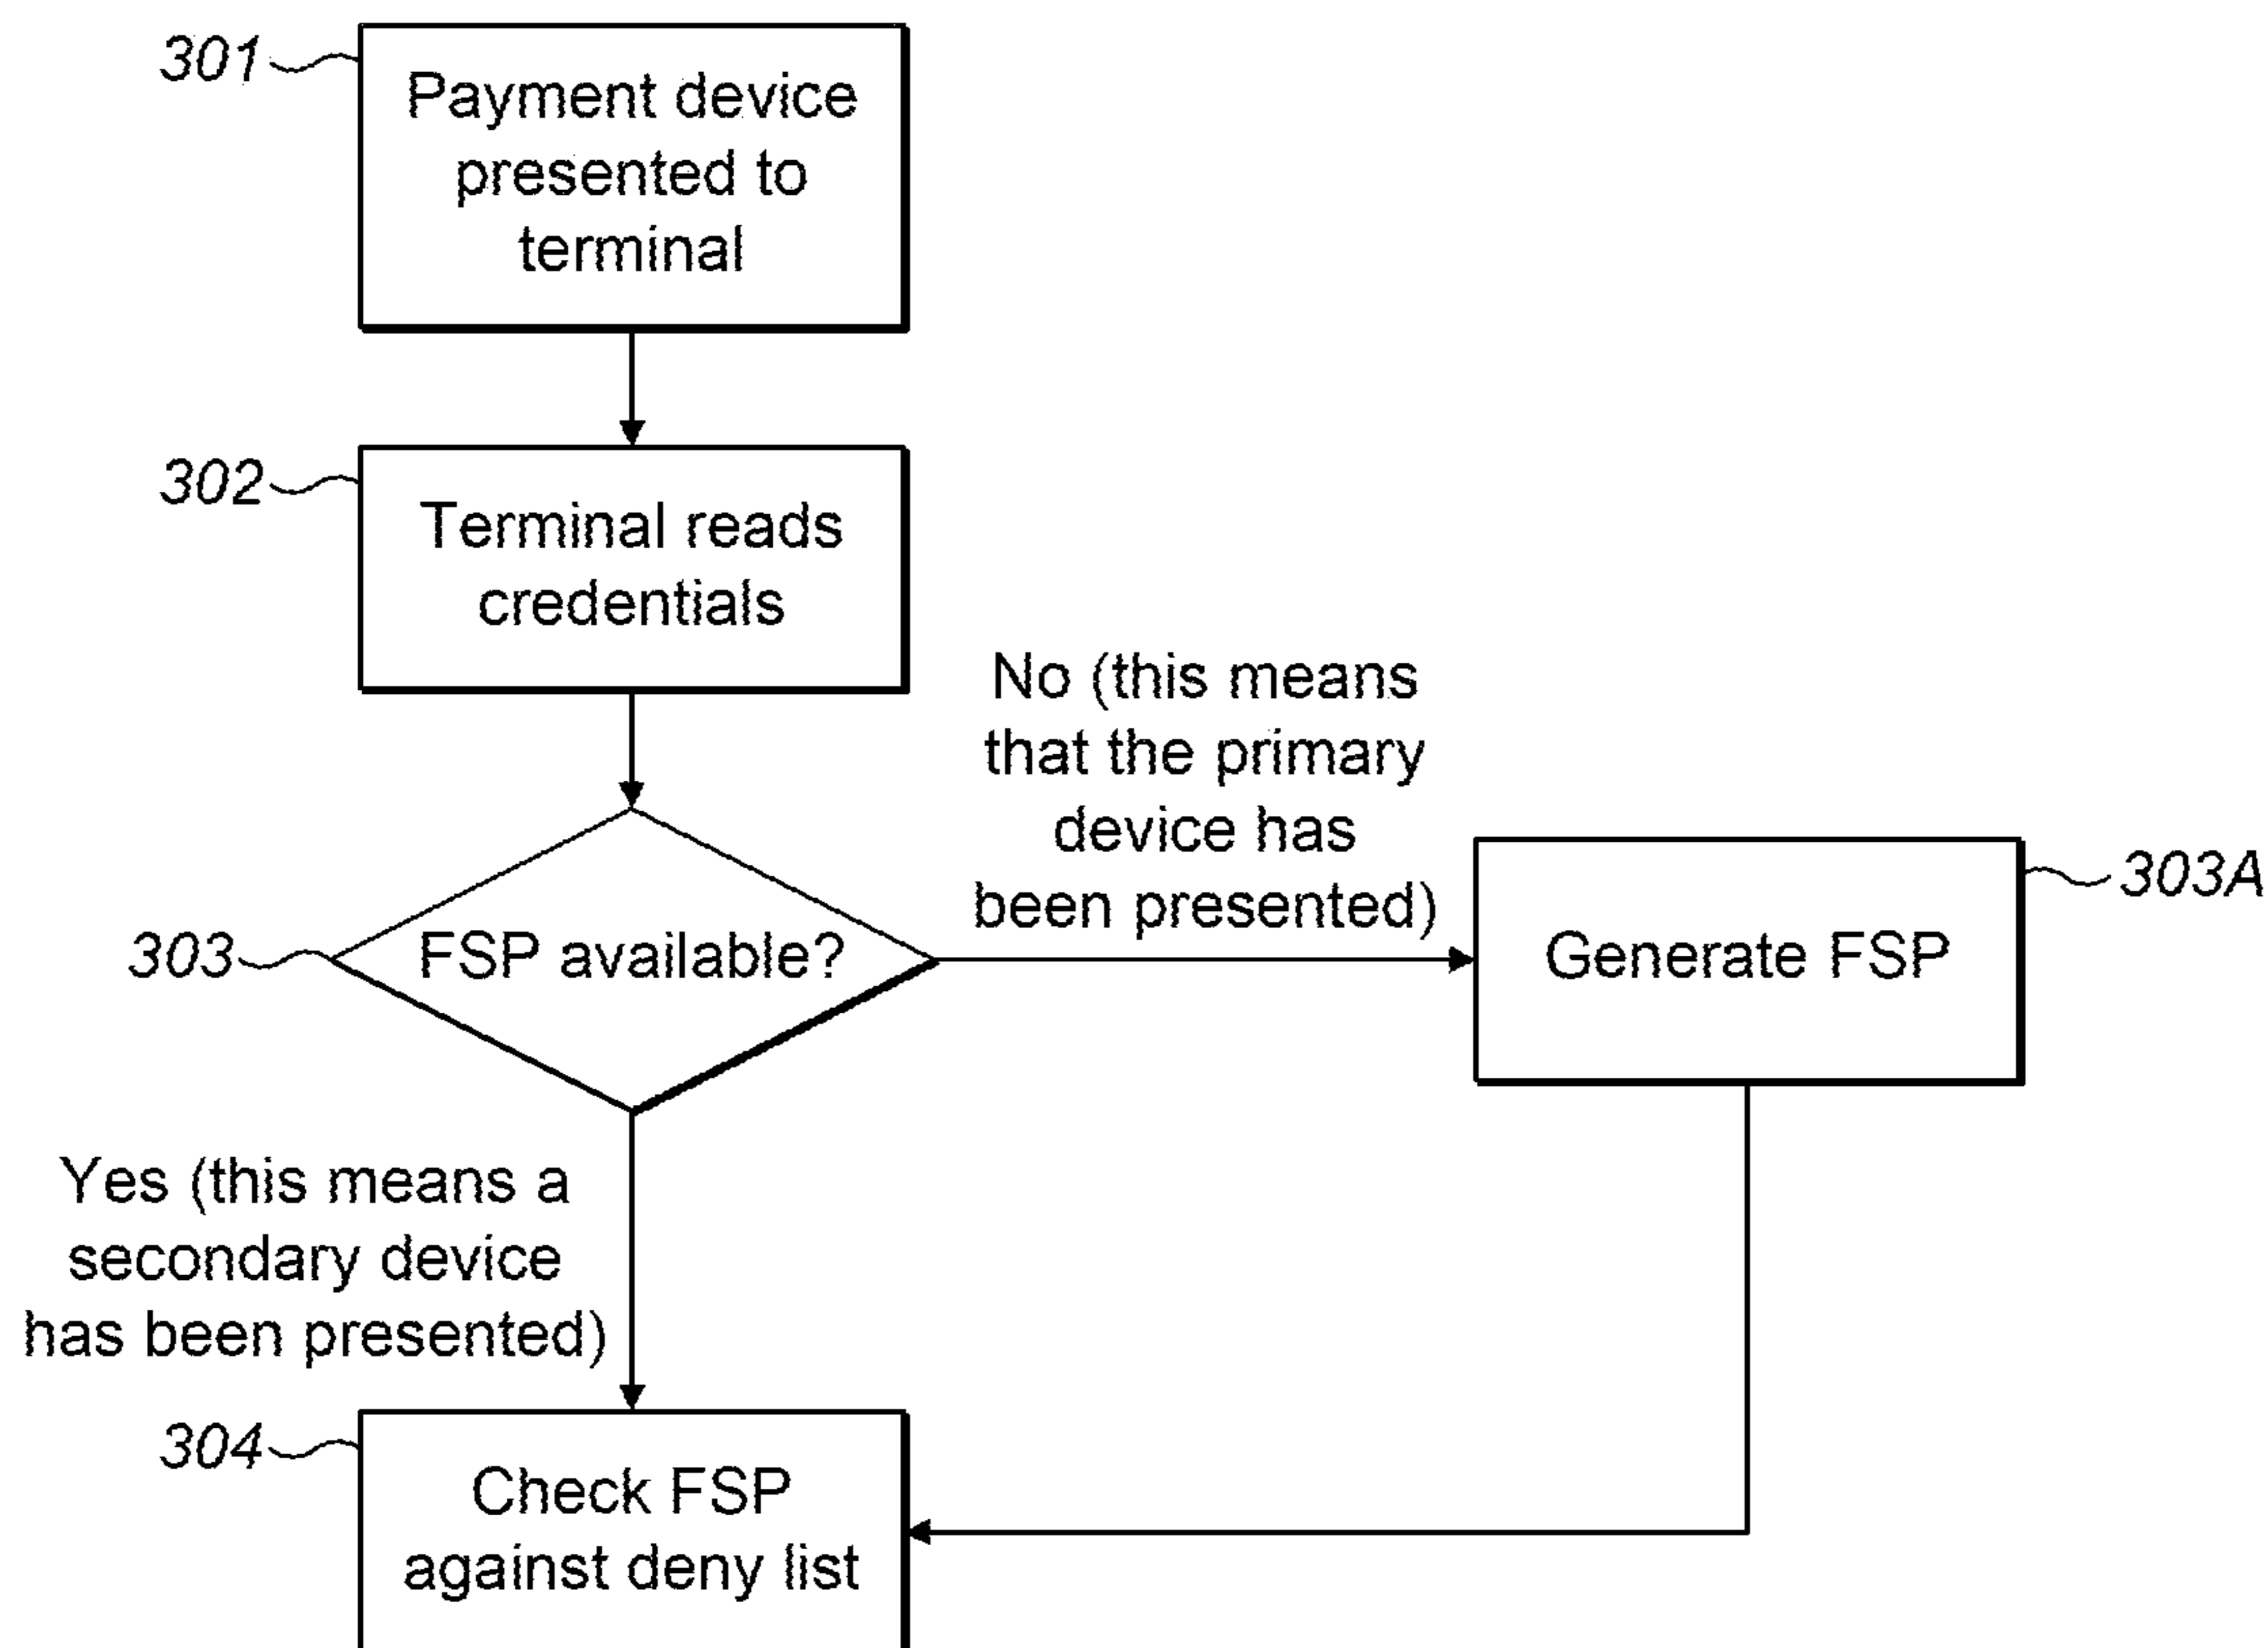 301
Payment device
presented to
terminal
302
Terminal reads
credentials
No (this means
that the primary
device has
been presented)
303
FSP available?
Generate FSP
303A
Yes (this means a
secondary device
has been presented)
304
Check FSP
against deny list